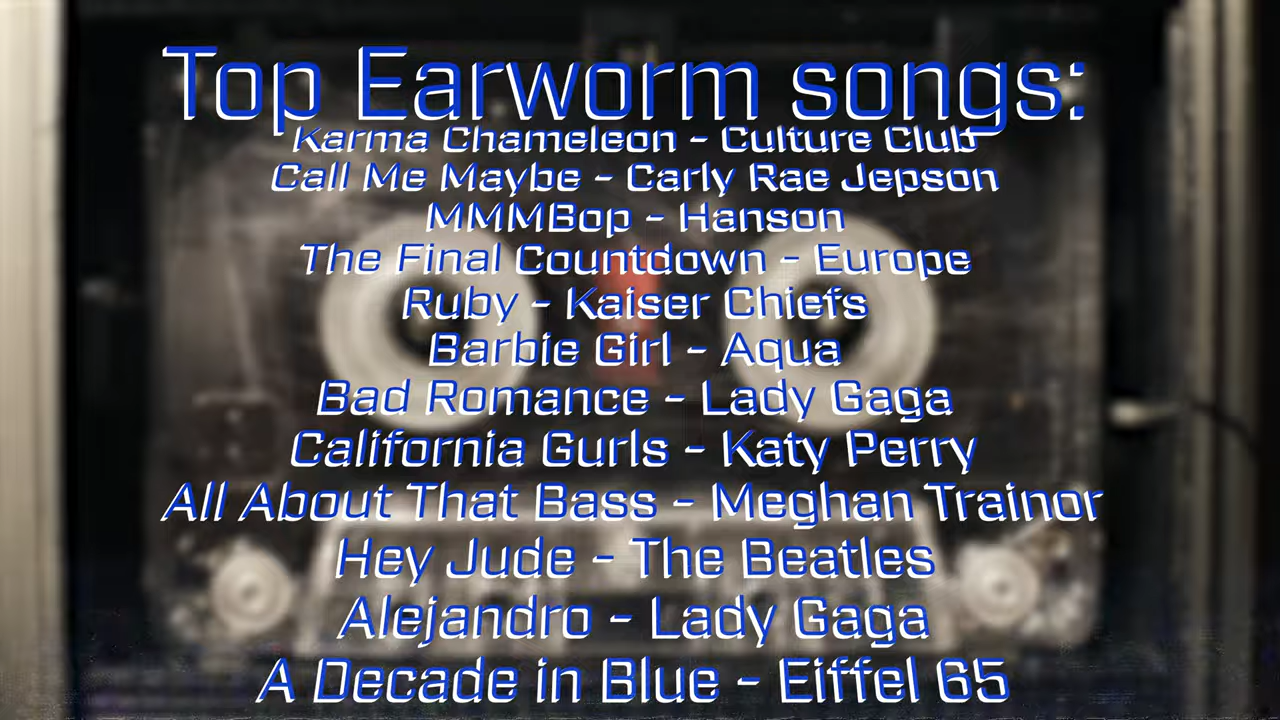 Top Earworm songs:
Karma Chameleon - Culture Club
Call Me Maybe - Carly Rae Jepson
MMMBop - Hanson
The Final Countdown - Europe
Ruby - Kaiser Chiefs
Barbie Girl - Aqua
Bad Romance - Lady Gaga
California Gurls - Katy Perry
All About That Bass - Meghan Trainor
Hey Jude - The Beatles
Alejandro - Lady Gaga
A Decade in Blue - Eiffel 65